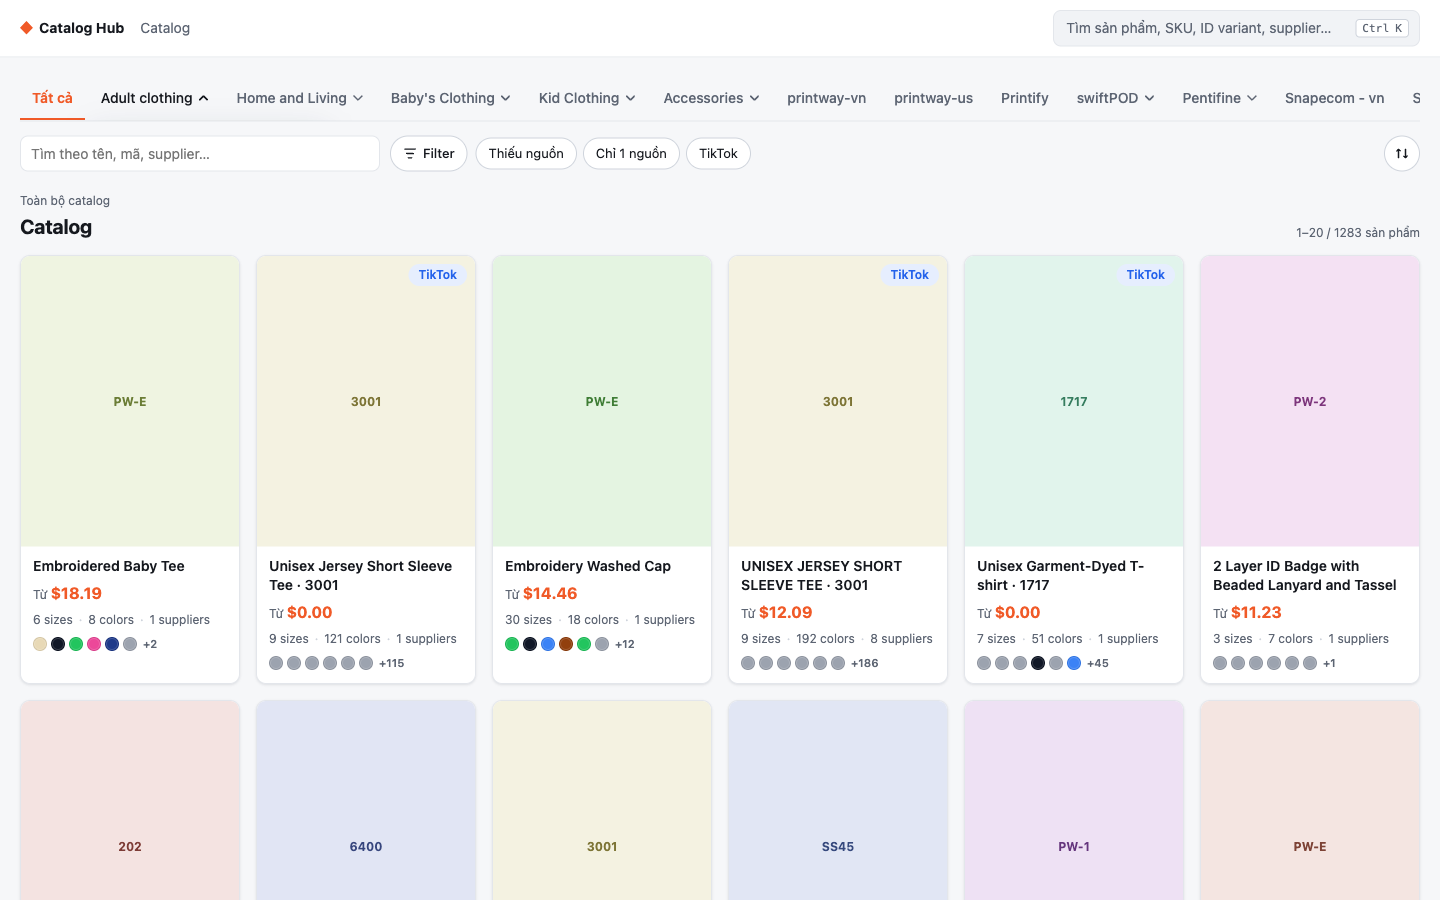 Catalog Hub
Catalog
Tìm sản phẩm, SKU, ID variant, supplier...
Ctrl K
Tất cả
Adult clothing
Home and Living
Baby's Clothing
Kid Clothing
Accessories
printway-vn
printway-us
Printify
swiftPOD
Pentifine
Snapecom - vn
S
Tìm theo tên, mã, supplier...
Filter
Thiếu nguồn
Chỉ 1 nguồn
TikTok
Toàn bộ catalog
Catalog
1–20 / 1283 sản phẩm
PW-E
Embroidered Baby Tee
Từ $18.19
6 sizes · 8 colors · 1 suppliers
+2
TikTok
3001
Unisex Jersey Short Sleeve
Tee · 3001
Từ $0.00
9 sizes · 121 colors · 1 suppliers
+115
PW-E
Embroidery Washed Cap
Từ $14.46
30 sizes · 18 colors · 1 suppliers
+12
TikTok
3001
UNISEX JERSEY SHORT
SLEEVE TEE · 3001
Từ $12.09
9 sizes · 192 colors · 8 suppliers
+186
TikTok
1717
Unisex Garment-Dyed T-
shirt · 1717
Từ $0.00
7 sizes · 51 colors · 1 suppliers
+45
PW-2
2 Layer ID Badge with
Beaded Lanyard and Tassel
Từ $11.23
3 sizes · 7 colors · 1 suppliers
+1
202
6400
3001
SS45
PW-1
PW-E